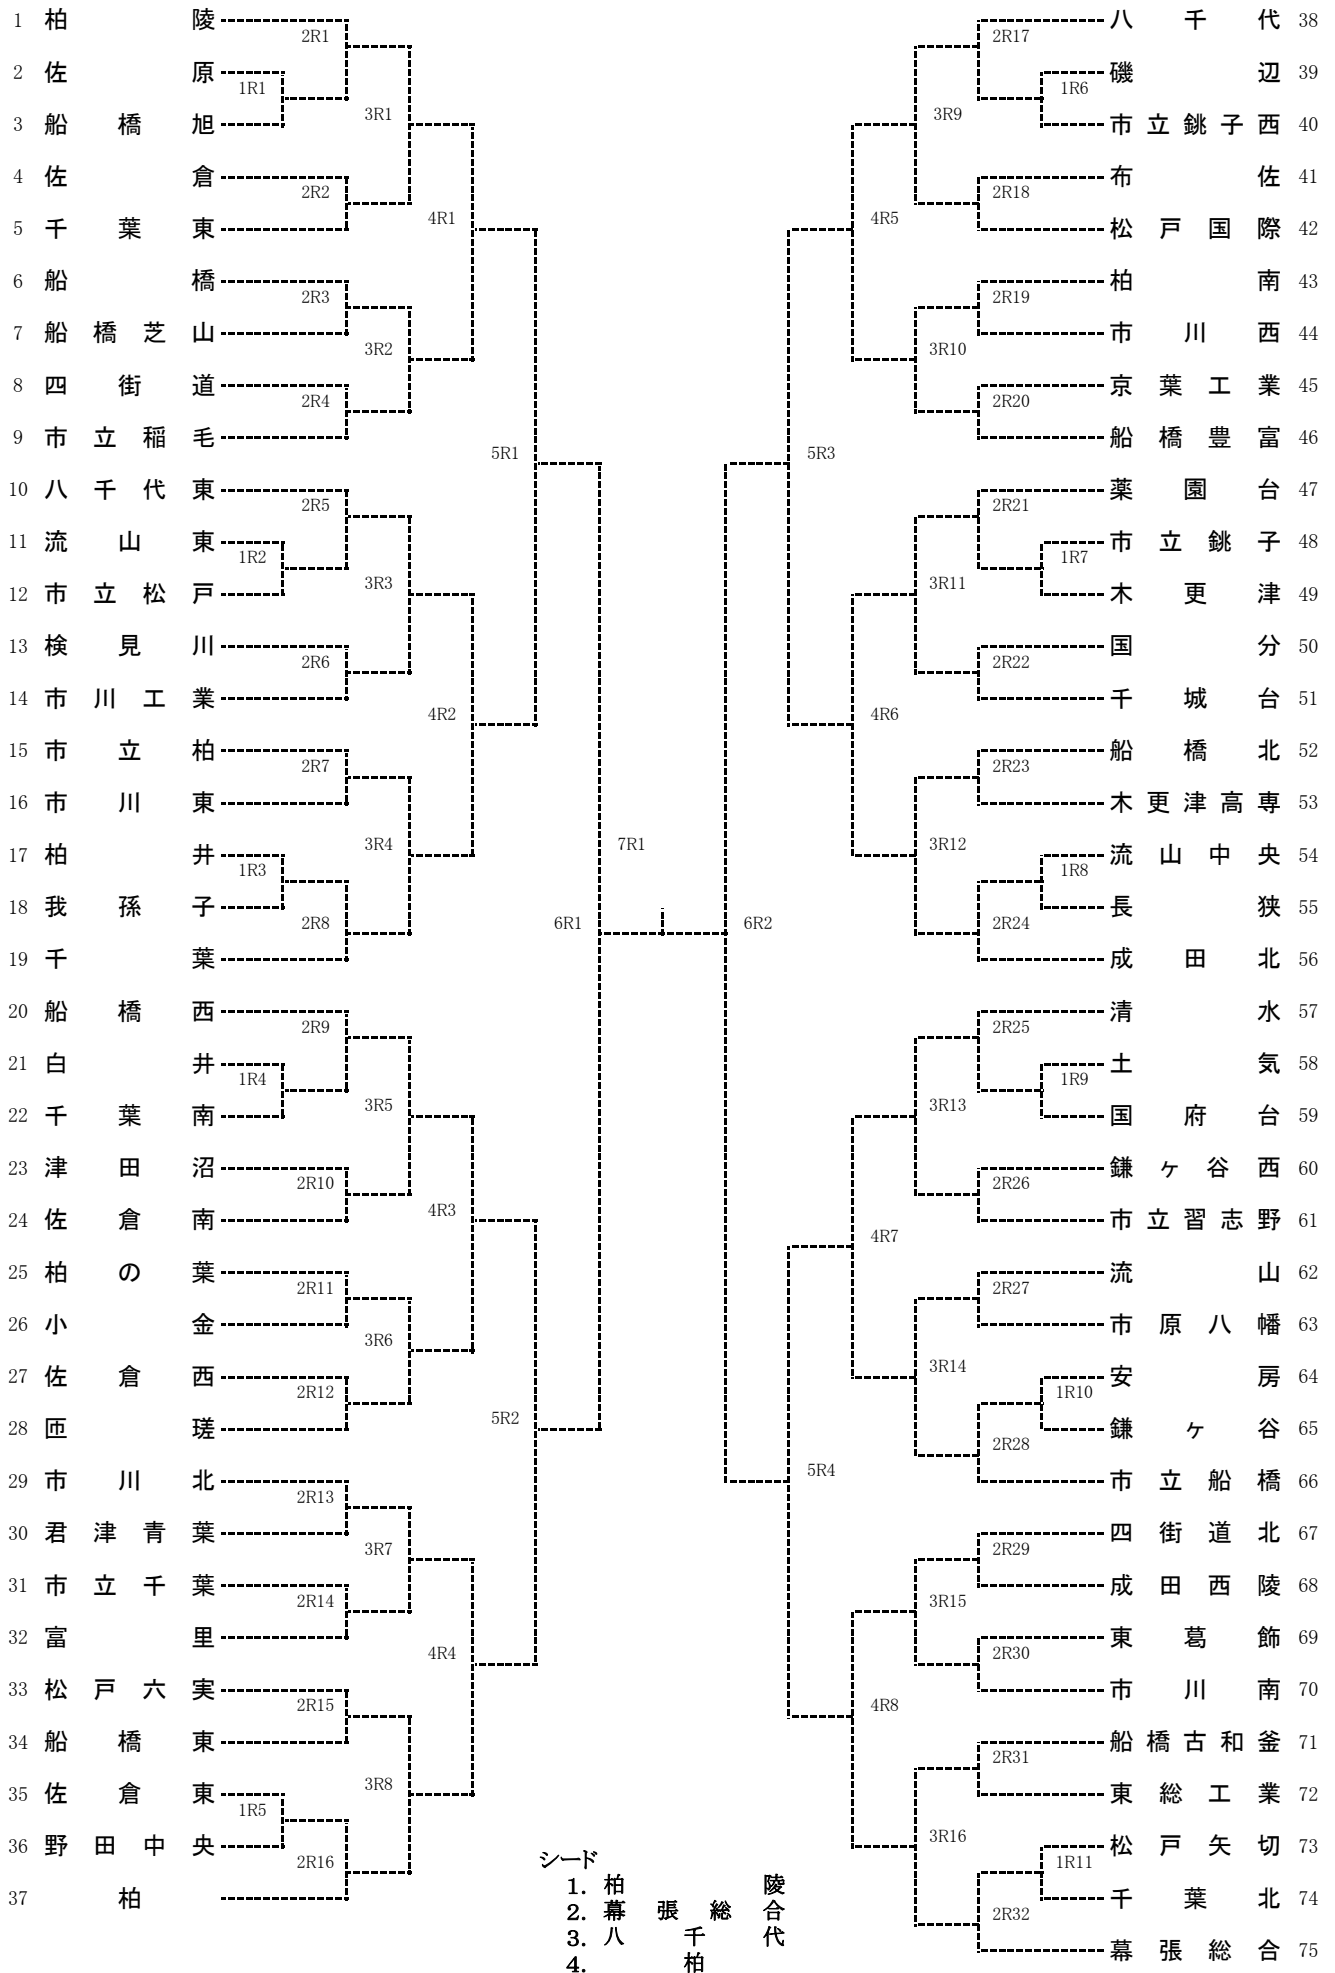 1 柏陵 2R1 2R17 八千代 38
2 佐原 1R1 1R6 磯辺 39
3R1 3R9
3 船橋旭 市立銚子西 40
4 佐倉 2R2 2R18 布佐 41
4R1 4R5
5 千葉東 松戸国際 42
6 船橋 2R3 2R19 柏南 43
7 船橋芝山 市川西 44
3R2 3R10
8 四街道 2R4 2R20 京葉工業 45
9 市立稲毛 船橋豊富 46
5R1 5R3
10 八千代東 2R5 2R21 薬園台 47
11 流山東 1R2 1R7 市立銚子 48
3R3 3R11
12 市立松戸 木更津 49
13 検見川 2R6 2R22 国分 50
14 市川工業 千城台 51
4R2 4R6
15 市立柏 2R7 2R23 船橋北 52
16 市川東 木更津高専 53
3R4 7R1 3R12
17 柏井 1R3 1R8 流山中央 54
18 我孫子 長狭 55
2R8 6R1 6R2 2R24
19 千葉 成田北 56
20 船橋西 2R9 2R25 清水 57
21 白井 1R4 1R9 土気 58
3R5 3R13
22 千葉南 国府台 59
23 津田沼 2R10 2R26 鎌ヶ谷西 60
24 佐倉南 4R3 市立習志野 61
4R7
25 柏の葉 2R11 2R27 流山 62
26 小金 市原八幡 63
3R6 3R14
27 佐倉西 2R12 1R10 安房 64
28 匝瑳 5R2 鎌ヶ谷 65
2R28
29 市川北 2R13 5R4 市立船橋 66
30 君津青葉 四街道北 67
3R7 2R29
31 市立千葉 2R14 3R15 成田西陵 68
32 富里 東葛飾 69
4R4 2R30
33 松戸六実 2R15 4R8 市川南 70
34 船橋東 船橋古和釜 71
3R8 2R31
35 佐倉東 1R5 東総工業 72
36 野田中央 3R16 松戸矢切 73
2R16 シード 1R11
37 柏 1. 柏陵 千葉北 74
2. 幕張総合 2R32
3. 八千代 幕張総合 75
4. 柏